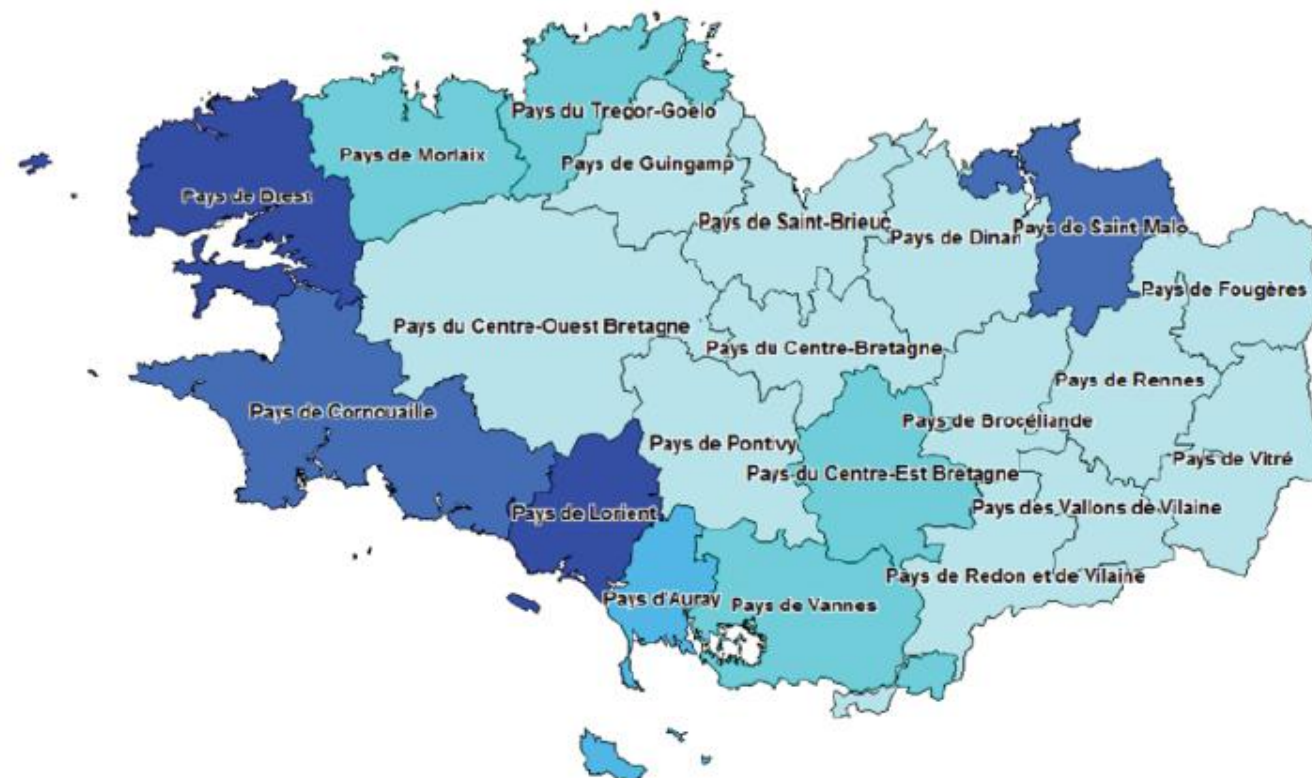 Pays du Tregor-Goëlo
Pays de Morlaix
Pays de Guingamp
Pays de Brest
Pays de Saint-Brieuc
Pays de Dinan
Pays de Saint Malo
Pays de Fougères
Pays du Centre-Ouest Bretagne
Pays du Centre-Bretagne
Pays de Rennes
Pays de Cornouaille
Pays de Brocéliande
Pays de Pontivy
Pays de Vitré
Pays du Centre-Est Bretagne
Pays de Lorient
Pays des Vallons de Vilaine
Pays de Redon et de Vilaine
Pays d'Auray
Pays de Vannes